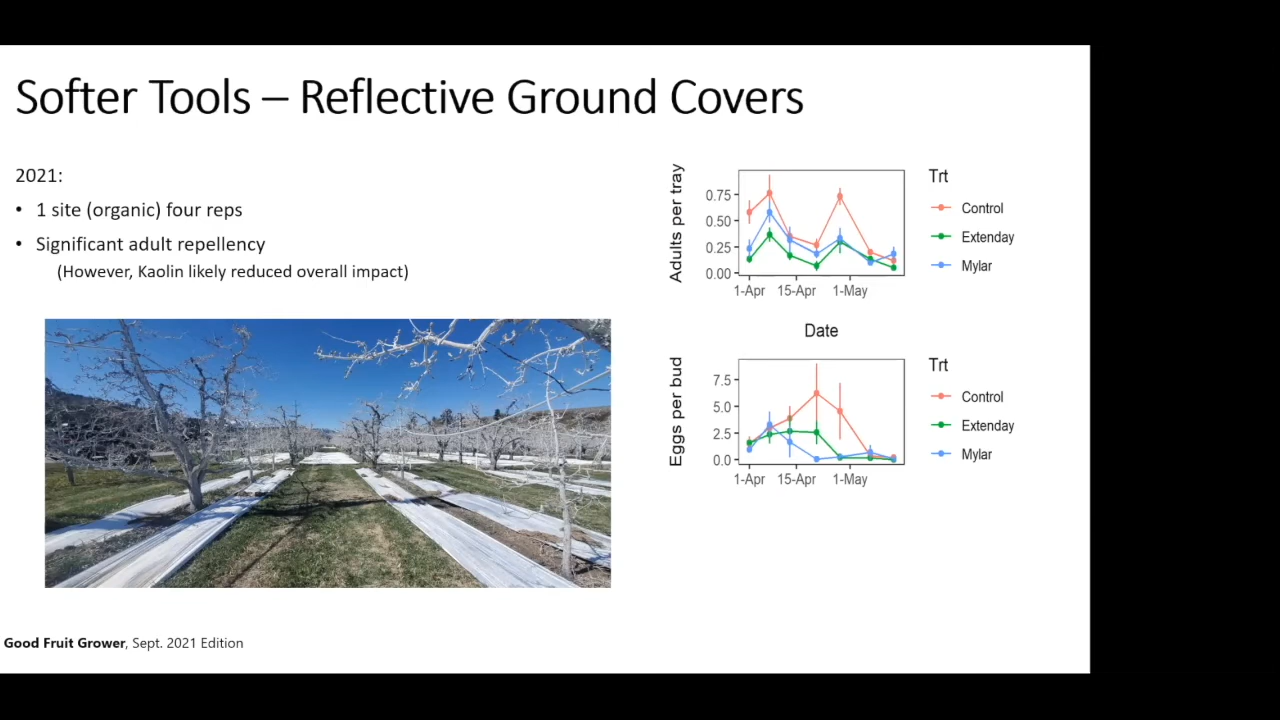 Softer Tools – Reflective Ground Covers
2021:
• 1 site (organic) four reps
• Significant adult repellency
(However, Kaolin likely reduced overall impact)
Adults per tray
0.75
0.50
0.25
0.00
1-Apr 15-Apr 1-May
Date
Trt
Control
Extenday
Mylar
Eggs per bud
7.5
5.0
2.5
0.0
1-Apr 15-Apr 1-May
Trt
Control
Extenday
Mylar
Good Fruit Grower, Sept. 2021 Edition